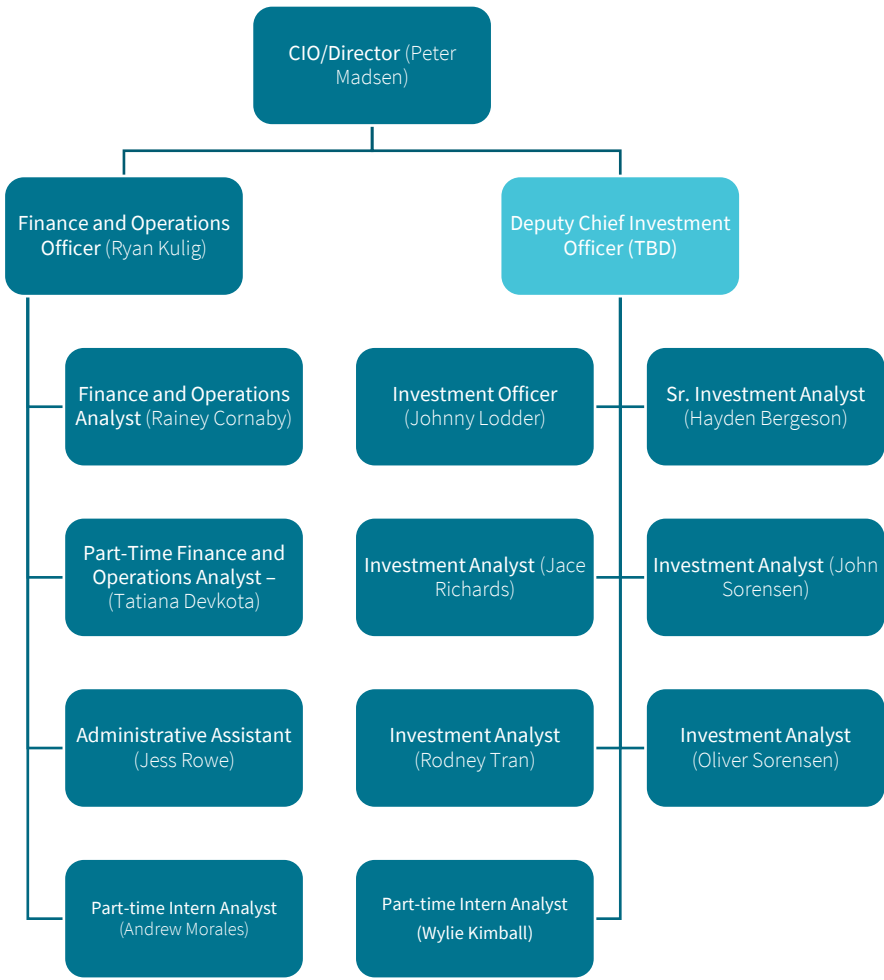 CIO/Director (Peter
Madsen)
Finance and Operations
Officer (Ryan Kulig)
Deputy Chief Investment
Officer (TBD)
Finance and Operations
Analyst (Rainey Cornaby)
Investment Officer
(Johnny Lodder)
Sr. Investment Analyst
(Hayden Bergeson)
Part-Time Finance and
Operations Analyst –
(Tatiana Devkota)
Investment Analyst (Jace
Richards)
Investment Analyst (John
Sorensen)
Administrative Assistant
(Jess Rowe)
Investment Analyst
(Rodney Tran)
Investment Analyst
(Oliver Sorensen)
Part-time Intern Analyst
(Andrew Morales)
Part-time Intern Analyst
(Wylie Kimball)